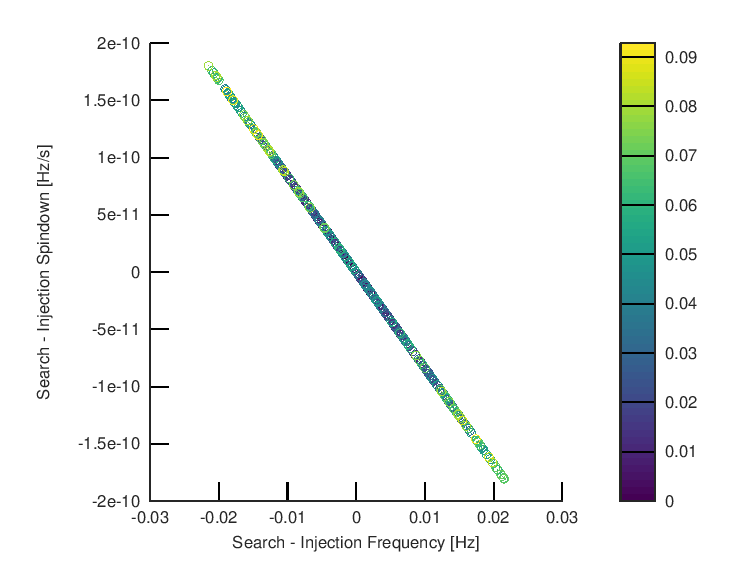 2e-10
1.5e-10
1e-10
5e-11
0
-5e-11
-1e-10
-1.5e-10
-2e-10
Search - Injection Spindown [Hz/s]
-0.03 -0.02 -0.01 0 0.01 0.02 0.03
Search - Injection Frequency [Hz]
0.09
0.08
0.07
0.06
0.05
0.04
0.03
0.02
0.01
0